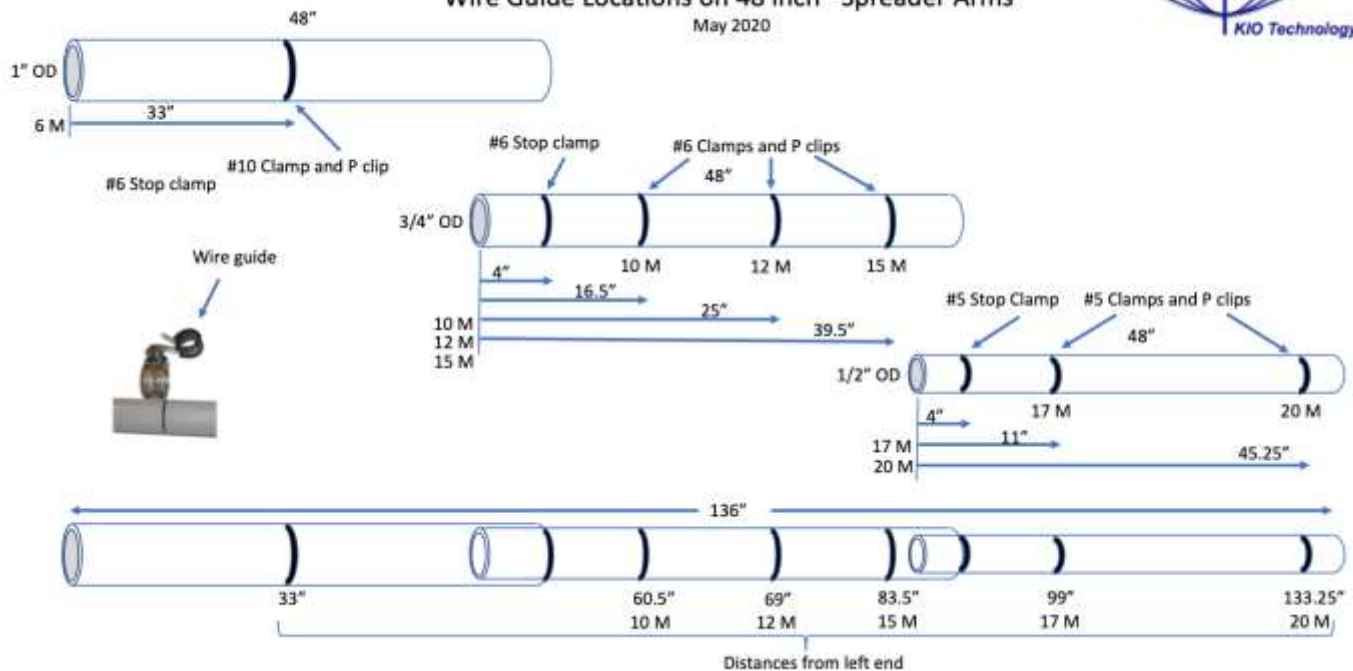 Wire Guide Locations on 48 inch Spreader Arms
May 2020
KIO Technology
48”
1” OD
33”
6 M
#10 Clamp and P clip
#6 Stop clamp
#6 Stop clamp
#6 Clamps and P clips
48”
3/4” OD
10 M
12 M
15 M
4”
16.5”
25”
39.5”
10 M
12 M
15 M
Wire guide
#5 Stop Clamp
#5 Clamps and P clips
48”
1/2” OD
17 M
20 M
4”
11”
45.25”
17 M
20 M
136”
33”
60.5”
69”
83.5”
99”
133.25”
10 M
12 M
15 M
17 M
20 M
Distances from left end